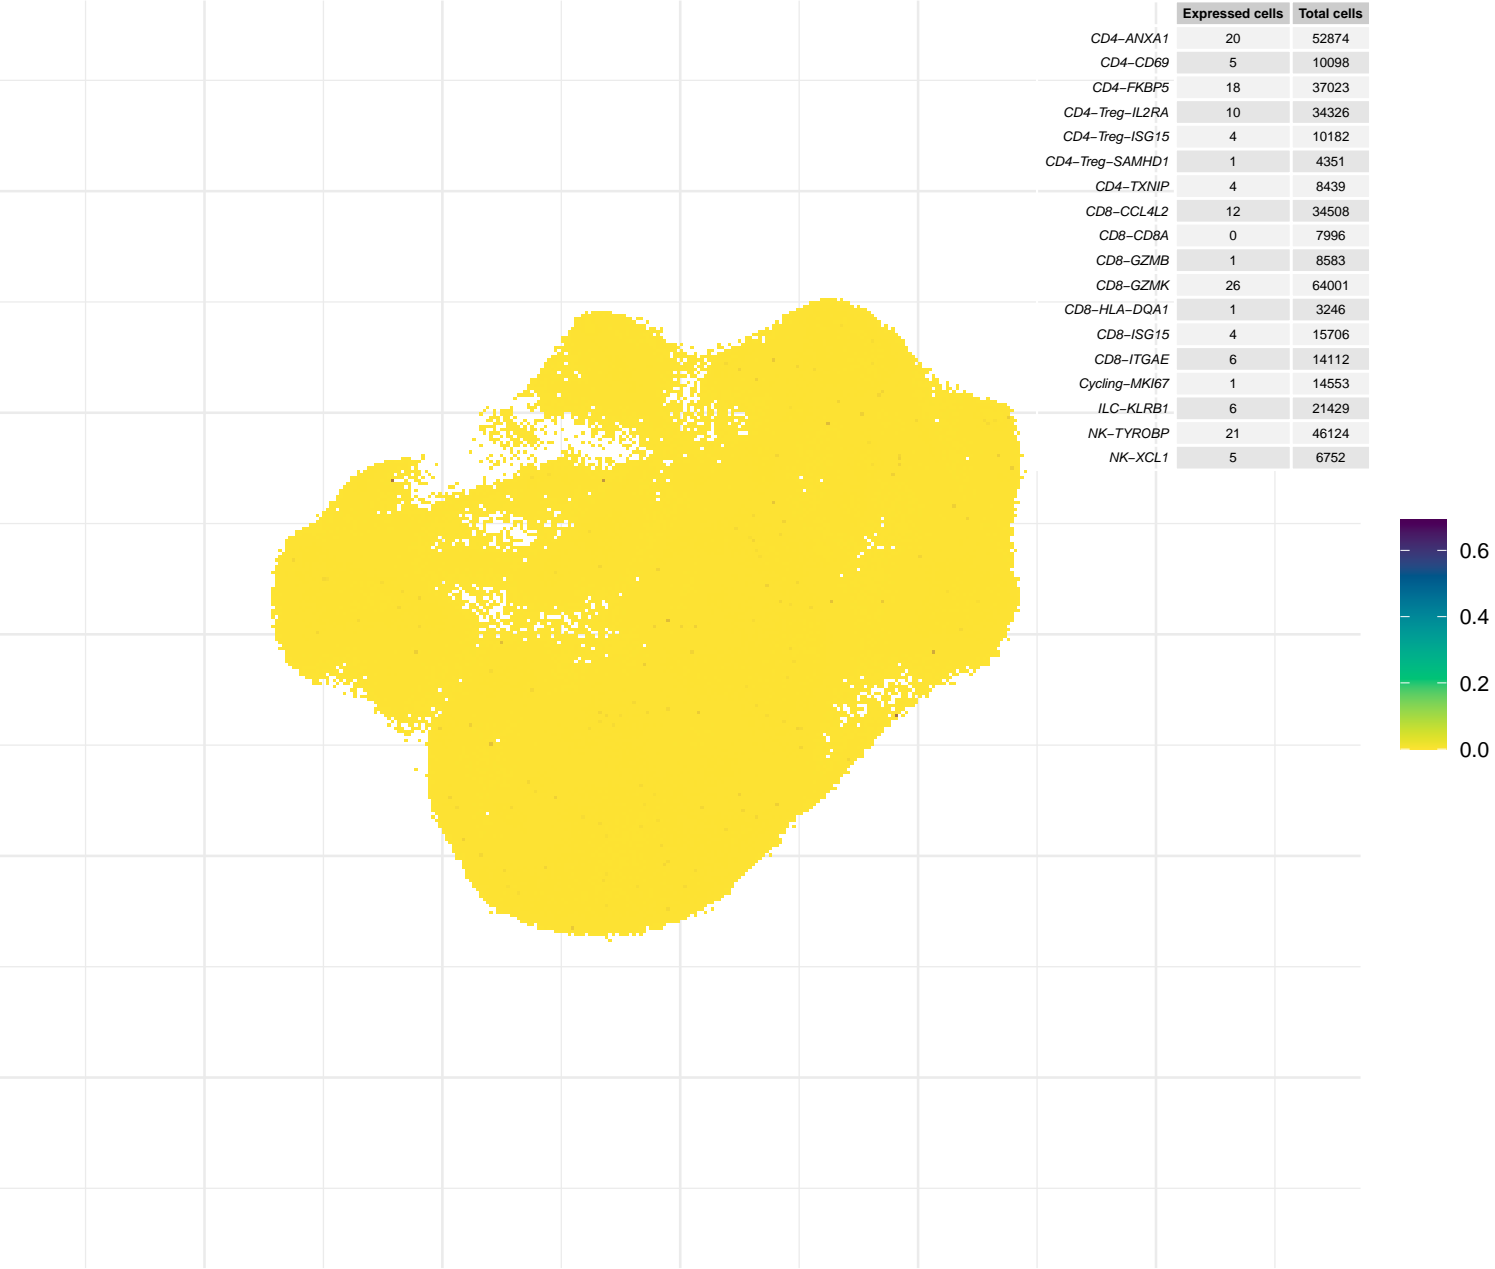 Expressed cells Total cells
CD4−ANXA1 20 52874
CD4−CD69 5 10098
CD4−FKBP5 18 37023
CD4−Treg−IL2RA 10 34326
CD4−Treg−ISG15 4 10182
CD4−Treg−SAMHD1 1 4351
CD4−TXNIP 4 8439
CD8−CCL4L2 12 34508
CD8−CD8A 0 7996
CD8−GZMB 1 8583
CD8−GZMK 26 64001
CD8−HLA−DQA1 1 3246
CD8−ISG15 4 15706
CD8−ITGAE 6 14112
Cycling−MKI67 1 14553
ILC−KLRB1 6 21429
NK−TYROBP 21 46124
NK−XCL1 5 6752
0.6
0.4
0.2
0.0